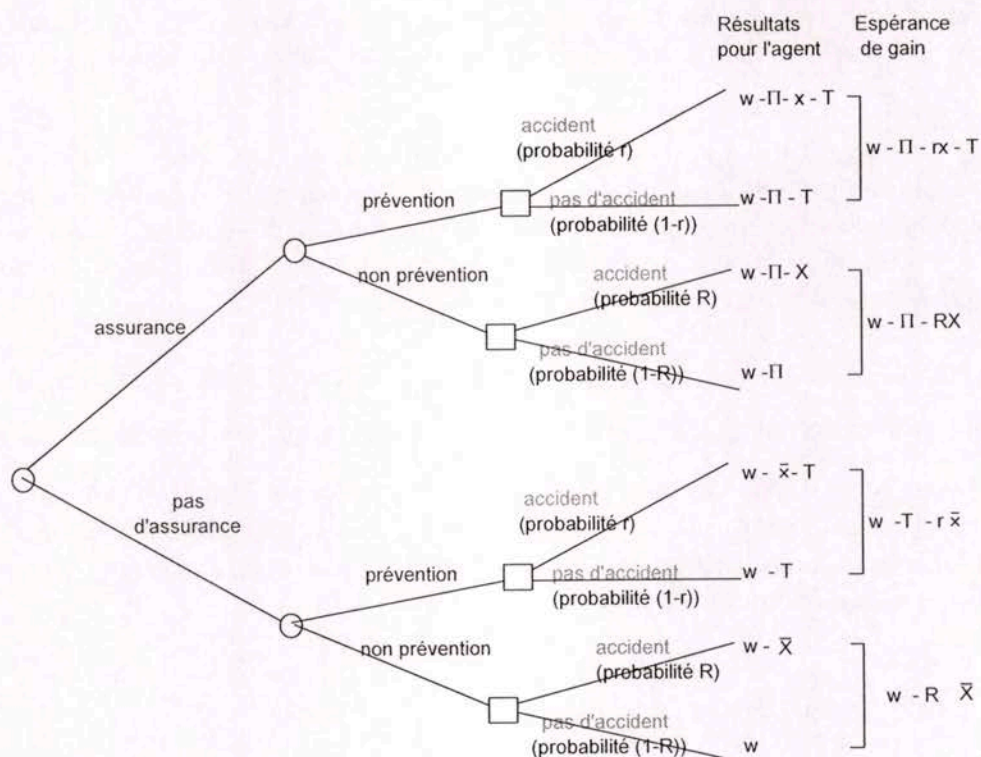 Résultats
pour l'agent
Espérance
de gain
w -Π- x - T
accident
(probabilité r)
w - Π - rx - T
prévention
pas d'accident
(probabilité (1-r))
w -Π - T
non prévention
accident
(probabilité R)
w -Π- X
assurance
w - Π - RX
pas d'accident
(probabilité (1-R))
w -Π
w - x̄ - T
pas
d'assurance
accident
(probabilité r)
w -T - r x̄
prévention
pas d'accident
(probabilité (1-r))
w - T
non prévention
accident
(probabilité R)
w - X̄
w - R X̄
pas d'accident
(probabilité (1-R))
w